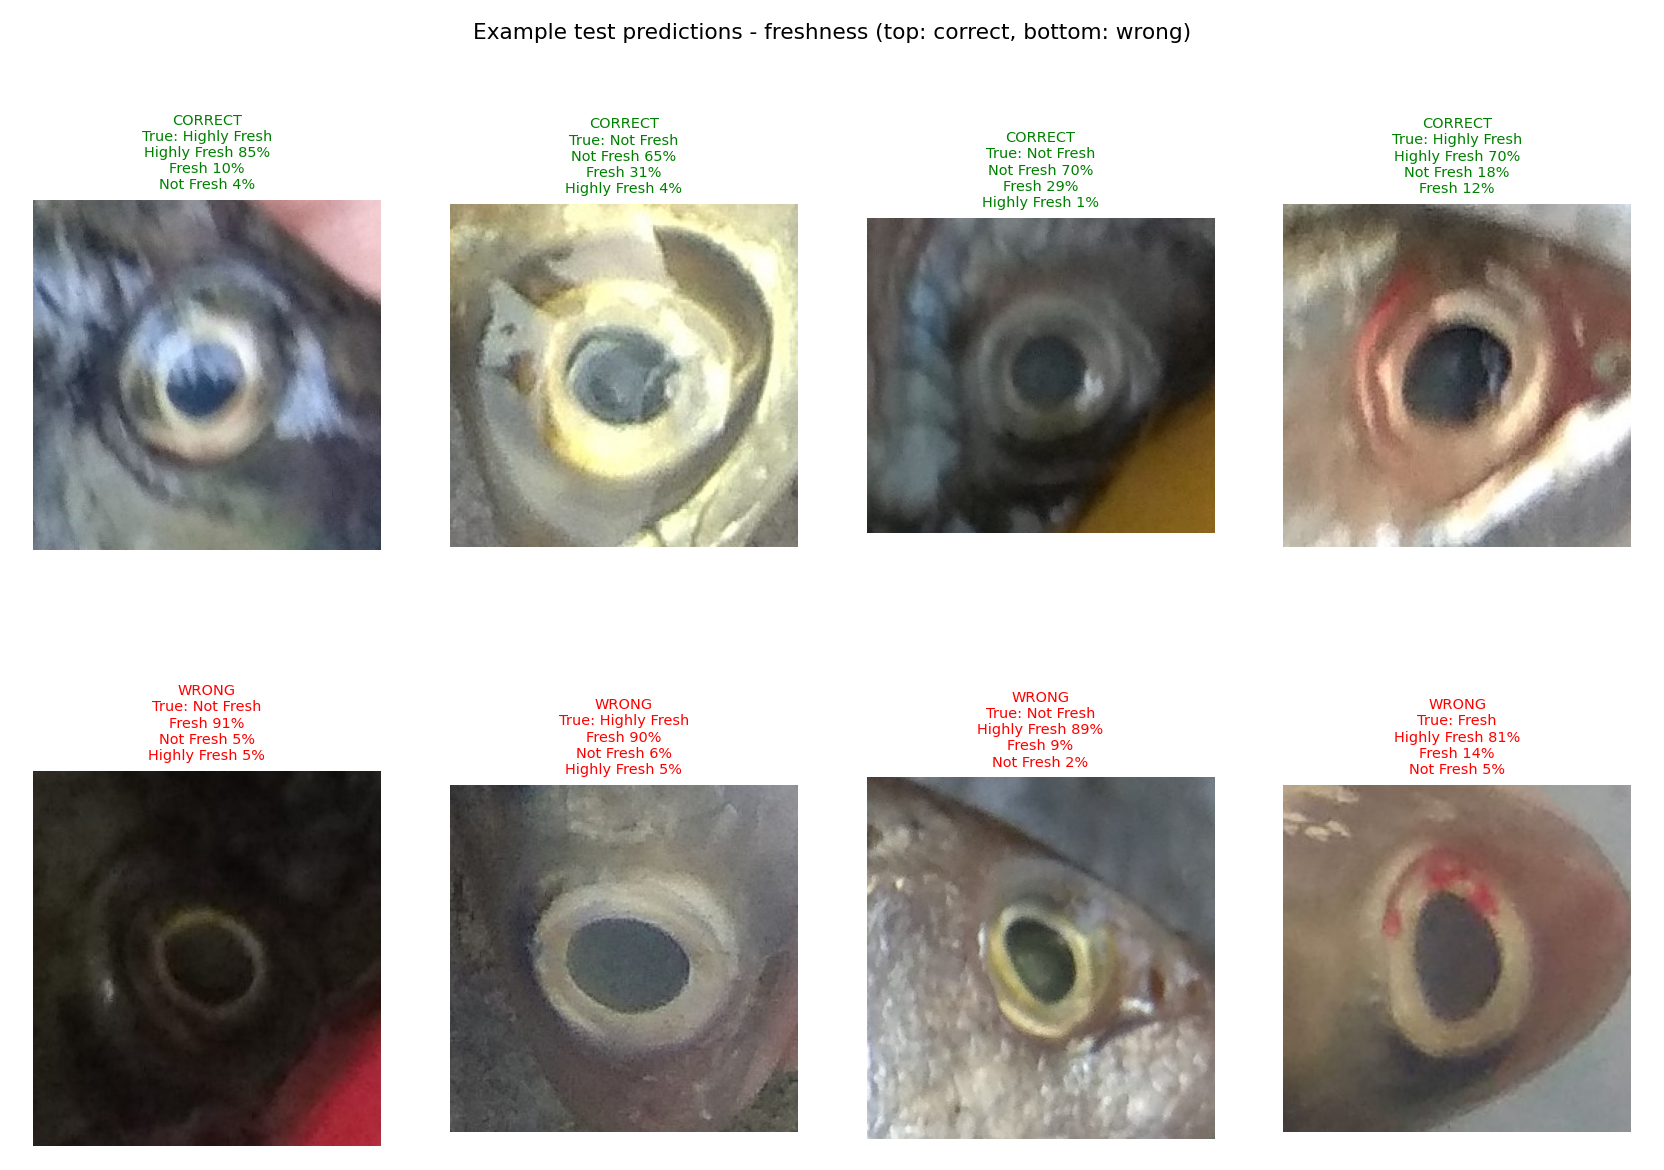 Example test predictions - freshness (top: correct, bottom: wrong)
CORRECT
True: Highly Fresh
Highly Fresh 85%
Fresh 10%
Not Fresh 4%
CORRECT
True: Not Fresh
Not Fresh 65%
Fresh 31%
Highly Fresh 4%
CORRECT
True: Not Fresh
Not Fresh 70%
Fresh 29%
Highly Fresh 1%
CORRECT
True: Highly Fresh
Highly Fresh 70%
Not Fresh 18%
Fresh 12%
WRONG
True: Not Fresh
Fresh 91%
Not Fresh 5%
Highly Fresh 5%
WRONG
True: Highly Fresh
Fresh 90%
Not Fresh 6%
Highly Fresh 5%
WRONG
True: Not Fresh
Highly Fresh 89%
Fresh 9%
Not Fresh 2%
WRONG
True: Fresh
Highly Fresh 81%
Fresh 14%
Not Fresh 5%